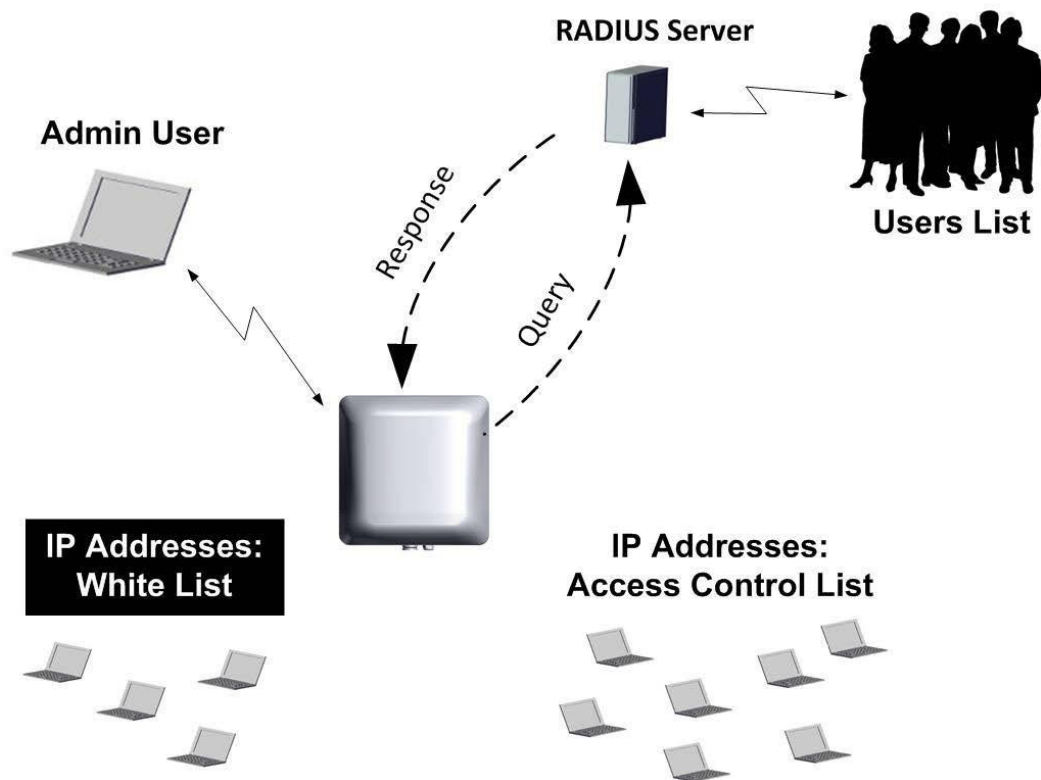 RADIUS Server
Admin User
Users List
Response
Query
IP Addresses:
White List
IP Addresses:
Access Control List